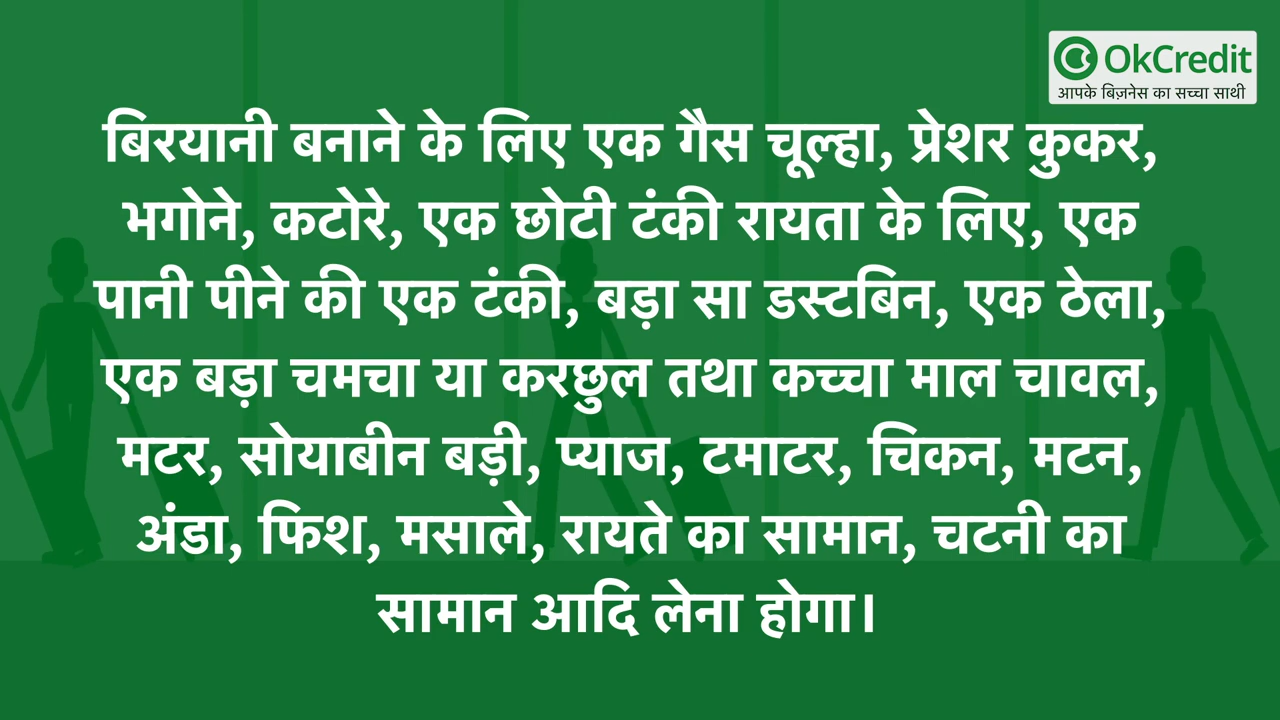 OkCredit
आपके बिज़नेस का सच्चा साथी
बिरयानी बनाने के लिए एक गैस चूल्हा, प्रेशर कुकर,
भगोने, कटोरे, एक छोटी टंकी रायता के लिए, एक
पानी पीने की एक टंकी, बड़ा सा डस्टबिन, एक ठेला,
एक बड़ा चमचा या करछुल तथा कच्चा माल चावल,
मटर, सोयाबीन बड़ी, प्याज, टमाटर, चिकन, मटन,
अंडा, फिश, मसाले, रायते का सामान, चटनी का
सामान आदि लेना होगा।